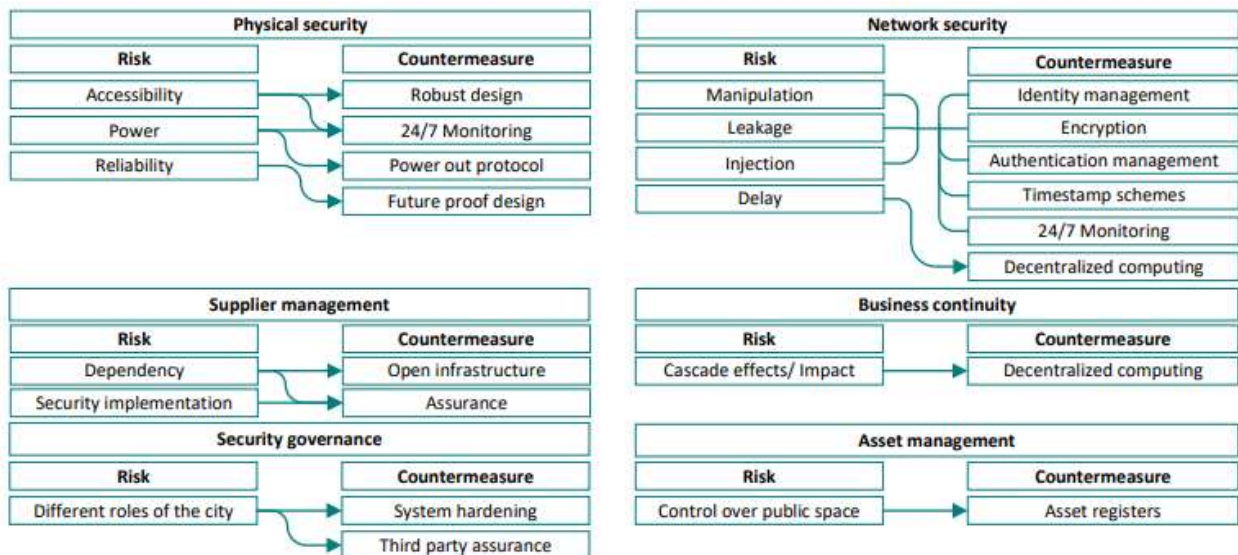 Physical security
Risk
Countermeasure
Accessibility
Robust design
Power
24/7 Monitoring
Reliability
Power out protocol
Future proof design
Network security
Risk
Countermeasure
Manipulation
Identity management
Leakage
Encryption
Injection
Authentication management
Delay
Timestamp schemes
24/7 Monitoring
Decentralized computing
Supplier management
Risk
Countermeasure
Dependency
Open infrastructure
Security implementation
Assurance
Business continuity
Risk
Countermeasure
Cascade effects/ Impact
Decentralized computing
Security governance
Risk
Countermeasure
Different roles of the city
System hardening
Third party assurance
Asset management
Risk
Countermeasure
Control over public space
Asset registers